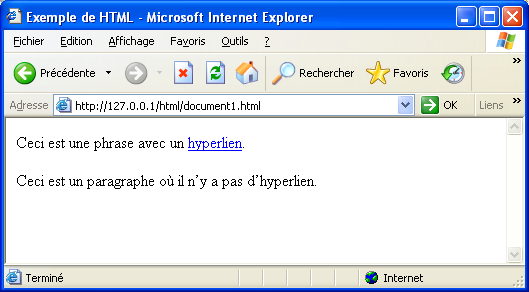 Exemple de HTML - Microsoft Internet Explorer
Fichier Edition Affichage Favoris Outils ?
Précédente Rechercher Favoris
Adresse http://127.0.0.1/html/document1.html OK Liens
Ceci est une phrase avec un hyperlien.
Ceci est un paragraphe où il n'y a pas d'hyperlien.
Terminé Internet